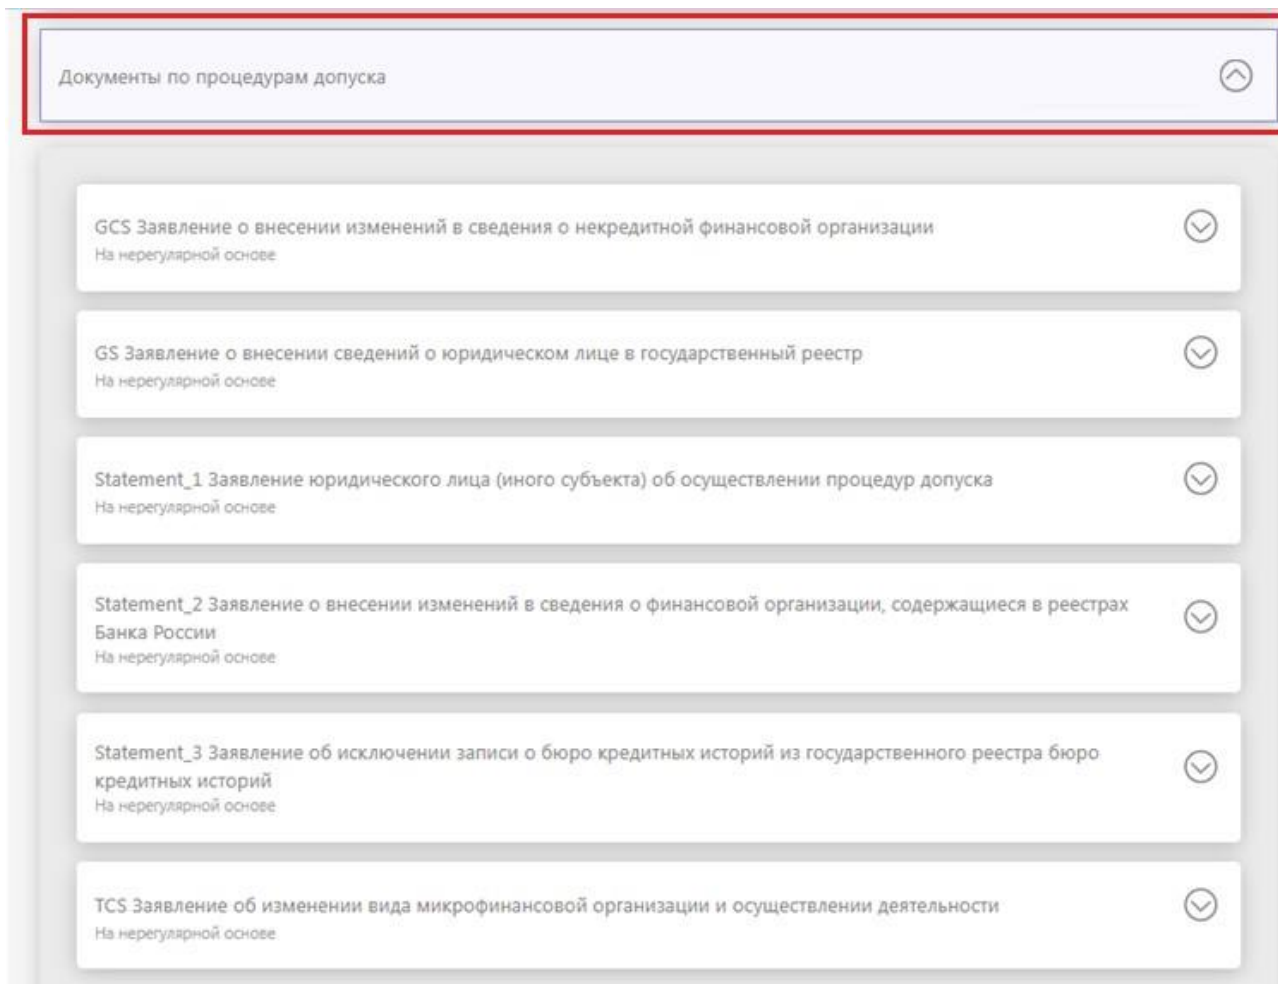 Документы по процедурам допуска
GCS Заявление о внесении изменений в сведения о некредитной финансовой организации
На нерегулярной основе
GS Заявление о внесении сведений о юридическом лице в государственный реестр
На нерегулярной основе
Statement_1 Заявление юридического лица (иного субъекта) об осуществлении процедур допуска
На нерегулярной основе
Statement_2 Заявление о внесении изменений в сведения о финансовой организации, содержащиеся в реестрах
Банка России
На нерегулярной основе
Statement_3 Заявление об исключении записи о бюро кредитных историй из государственного реестра бюро
кредитных историй
На нерегулярной основе
TCS Заявление об изменении вида микрофинансовой организации и осуществлении деятельности
На нерегулярной основе